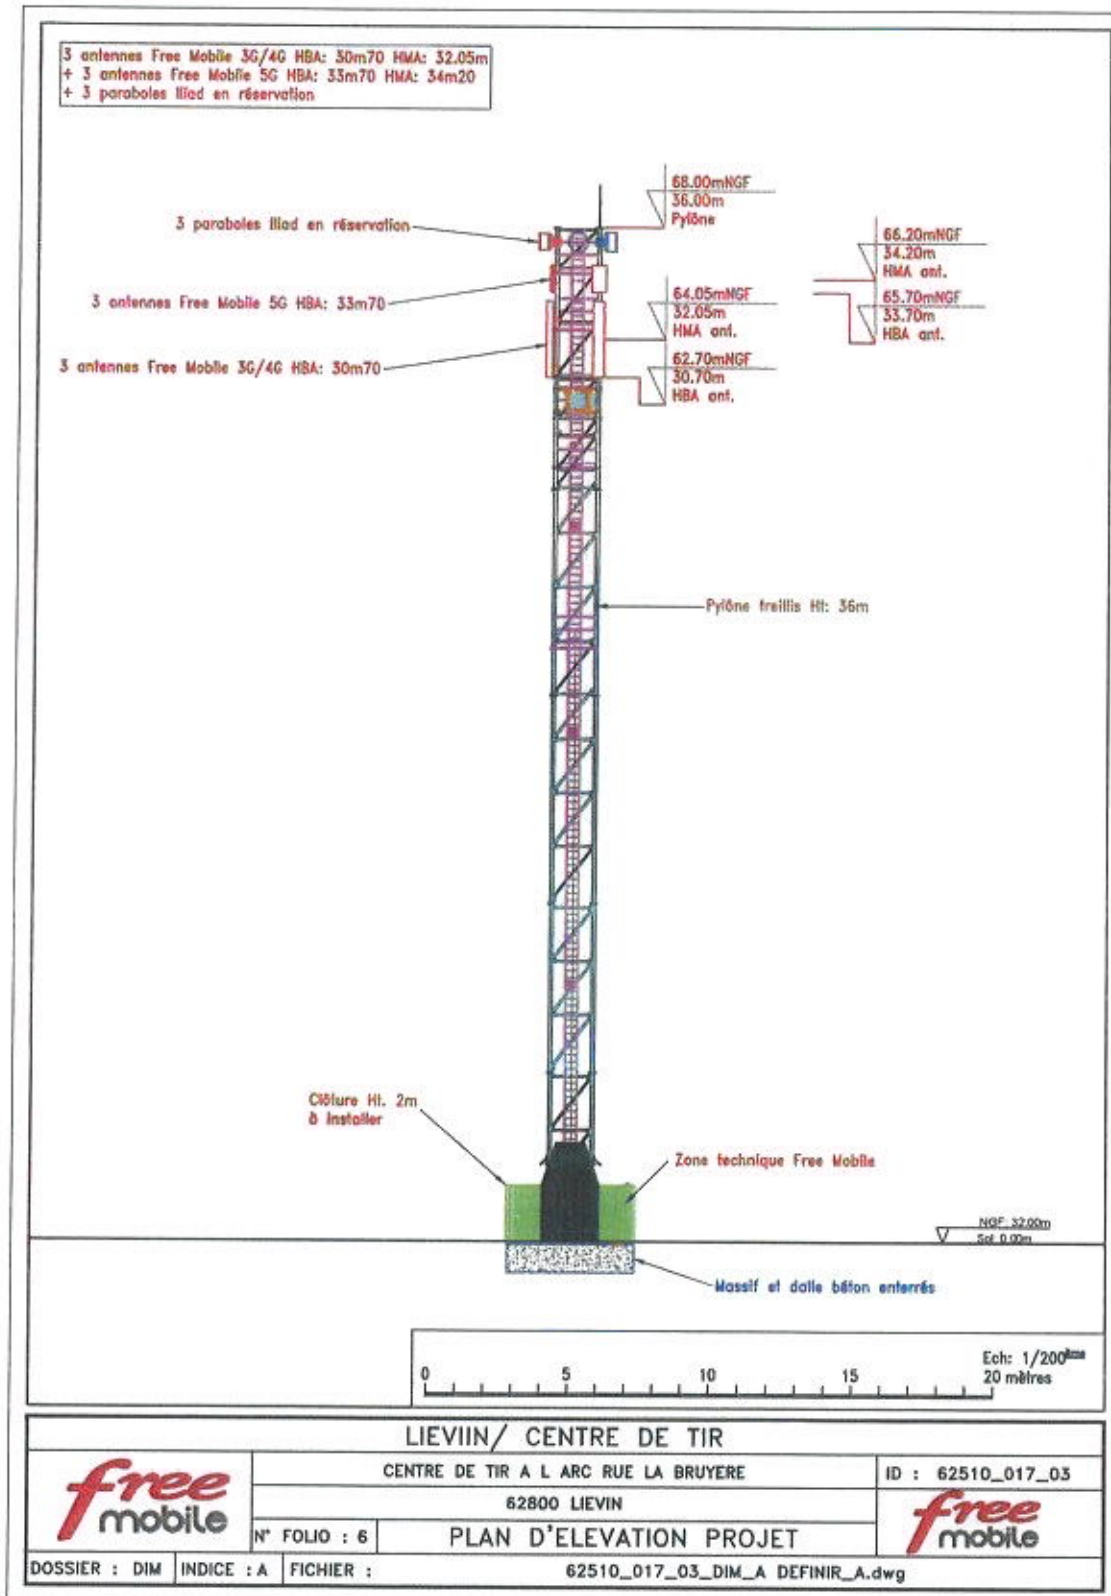 3 antennes Free Mobile 3G/4G HBA: 30m70 HMA: 32.05m
+ 3 antennes Free Mobile 5G HBA: 33m70 HMA: 34m20
+ 3 paraboles Iliad en réservation
68.00mNGF
36.00m
Pylône
3 paraboles Iliad en réservation
66.20mNGF
34.20m
HMA ant.
3 antennes Free Mobile 5G HBA: 33m70
64.05mNGF
32.05m
HMA ant.
65.70mNGF
33.70m
HBA ant.
3 antennes Free Mobile 3G/4G HBA: 30m70
62.70mNGF
30.70m
HBA ant.
Pylône treillis Ht: 36m
Clôture Ht. 2m
à installer
Zone technique Free Mobile
NGF 32.00m
Sol 0.00m
Massif et dalle béton enterrés
Ech: 1/200ème
0 5 10 15 20 mètres
LIEVIIN/ CENTRE DE TIR
CENTRE DE TIR A L ARC RUE LA BRUYERE
ID : 62510_017_03
62800 LIEVIN
free mobile
free mobile
N° FOLIO : 6
PLAN D'ELEVATION PROJET
DOSSIER : DIM INDICE : A FICHIER : 62510_017_03_DIM_A DEFINIR_A.dwg